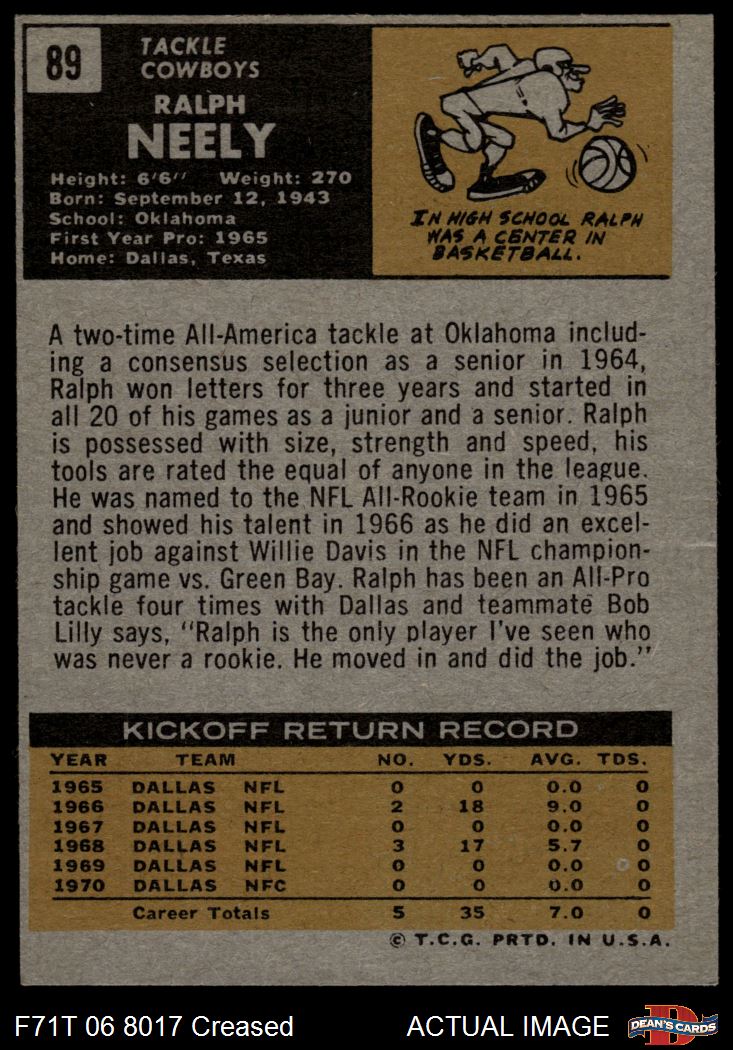 89
TACKLE
COWBOYS
RALPH
NEELY
Height: 6'6" Weight: 270
Born: September 12, 1943
School: Oklahoma
First Year Pro: 1965
Home: Dallas, Texas
IN HIGH SCHOOL RALPH
WAS A CENTER IN
BASKETBALL.
A two-time All-America tackle at Oklahoma includ-
ing a consensus selection as a senior in 1964,
Ralph won letters for three years and started in
all 20 of his games as a junior and a senior. Ralph
is possessed with size, strength and speed, his
tools are rated the equal of anyone in the league.
He was named to the NFL All-Rookie team in 1965
and showed his talent in 1966 as he did an excel-
lent job against Willie Davis in the NFL champion-
ship game vs. Green Bay. Ralph has been an All-Pro
tackle four times with Dallas and teammate Bob
Lilly says, "Ralph is the only player I've seen who
was never a rookie. He moved in and did the job."
KICKOFF RETURN RECORD
YEAR TEAM NO. YDS. AVG. TDS.
1965 DALLAS NFL 0 0 0.0 0
1966 DALLAS NFL 2 18 9.0 0
1967 DALLAS NFL 0 0 0.0 0
1968 DALLAS NFL 3 17 5.7 0
1969 DALLAS NFL 0 0 0.0 0
1970 DALLAS NFC 0 0 0.0 0
Career Totals 5 35 7.0 0
© T.C.G. PRTD. IN U.S.A.
F71T 06 8017 Creased ACTUAL IMAGE
D
DEAN'S CARDS